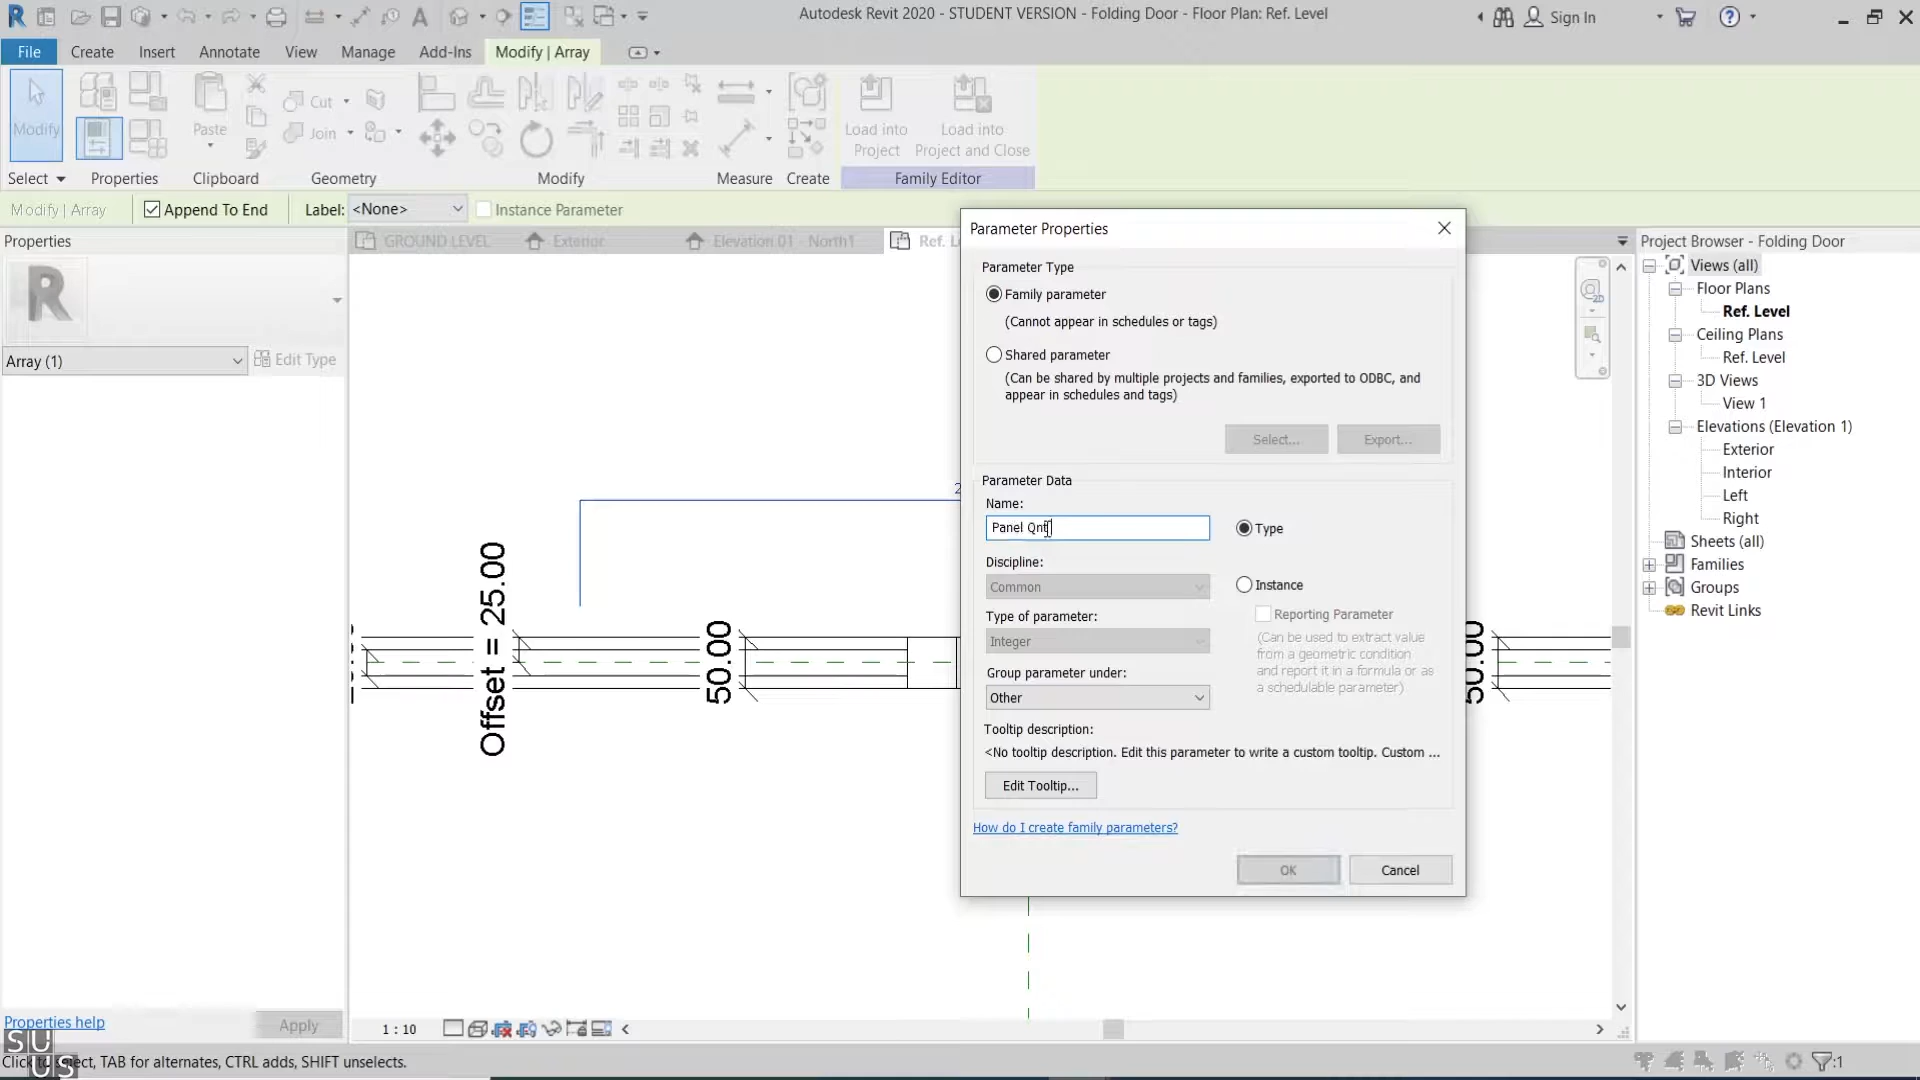 Autodesk Revit 2020 - STUDENT VERSION - Folding Door - Floor Plan: Ref. Level
Sign In
File Create Insert Annotate View Manage Add-Ins Modify | Array
Modify
Paste
Cut
Join
Load into Project
Load into Project and Close
Select Properties Clipboard Geometry Modify Measure Create Family Editor
Modify | Array Append To End Label: <None> Instance Parameter
Properties
Array (1)
Edit Type
Properties help
Apply
GROUND LEVEL Exterior Elevation 01 - North1 Ref. L
2
Offset = 25.00
50.00
50.00
Parameter Properties
Parameter Type
Family parameter
(Cannot appear in schedules or tags)
Shared parameter
(Can be shared by multiple projects and families, exported to ODBC, and
appear in schedules and tags)
Select... Export...
Parameter Data
Name:
Panel Qnt
Type
Discipline:
Common
Instance
Type of parameter:
Integer
Reporting Parameter
(Can be used to extract value
from a geometric condition
and report it in a formula or as
a schedulable parameter)
Group parameter under:
Other
Tooltip description:
<No tooltip description. Edit this parameter to write a custom tooltip. Custom ...
Edit Tooltip...
How do I create family parameters?
OK Cancel
Project Browser - Folding Door
Views (all)
Floor Plans
Ref. Level
Ceiling Plans
Ref. Level
3D Views
View 1
Elevations (Elevation 1)
Exterior
Interior
Left
Right
Sheets (all)
Families
Groups
Revit Links
1 : 10
Click to select, TAB for alternates, CTRL adds, SHIFT unselects.
:1